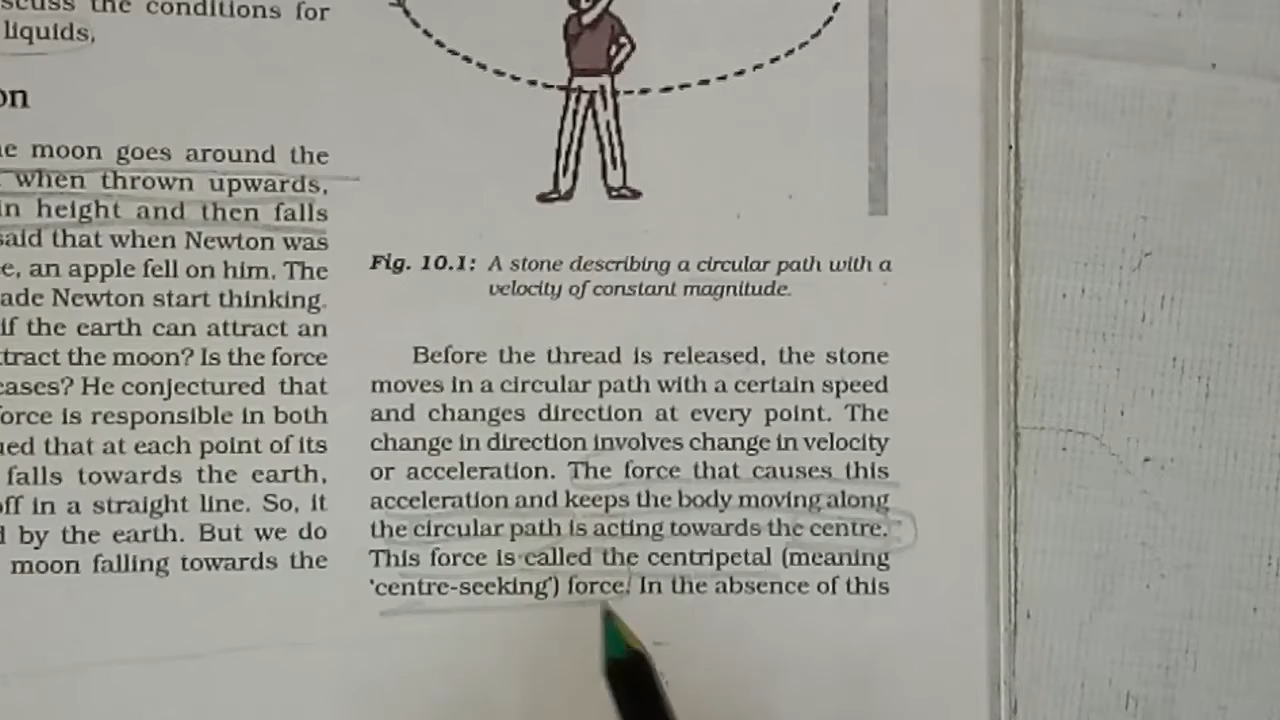 scuss the conditions for
liquids,
on
e moon goes around the
when thrown upwards,
in height and then falls
said that when Newton was
e, an apple fell on him. The
ade Newton start thinking.
if the earth can attract an
tract the moon? Is the force
cases? He conjectured that
force is responsible in both
ued that at each point of its
falls towards the earth,
off in a straight line. So, it
d by the earth. But we do
moon falling towards the
Fig. 10.1: A stone describing a circular path with a
velocity of constant magnitude.
Before the thread is released, the stone
moves in a circular path with a certain speed
and changes direction at every point. The
change in direction involves change in velocity
or acceleration. The force that causes this
acceleration and keeps the body moving along
the circular path is acting towards the centre.
This force is called the centripetal (meaning
'centre-seeking') force. In the absence of this